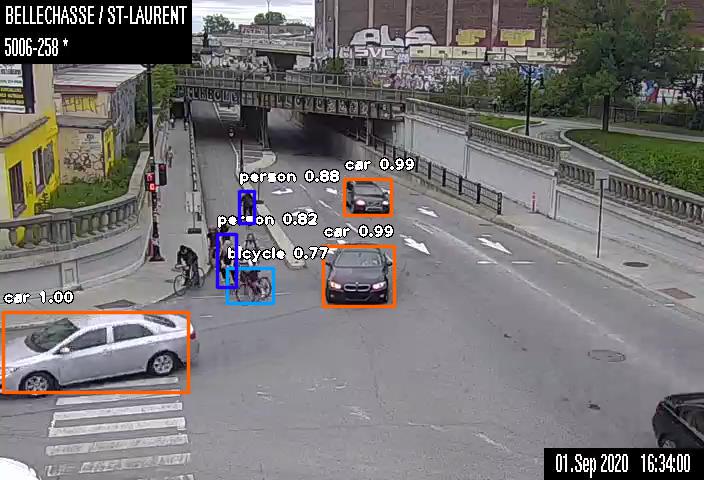 BELLECHASSE / ST-LAURENT
5006-258 *
car 0.99
person 0.88
person 0.82
car 0.99
bicycle 0.77
car 1.00
01.Sep 2020 16:34:00